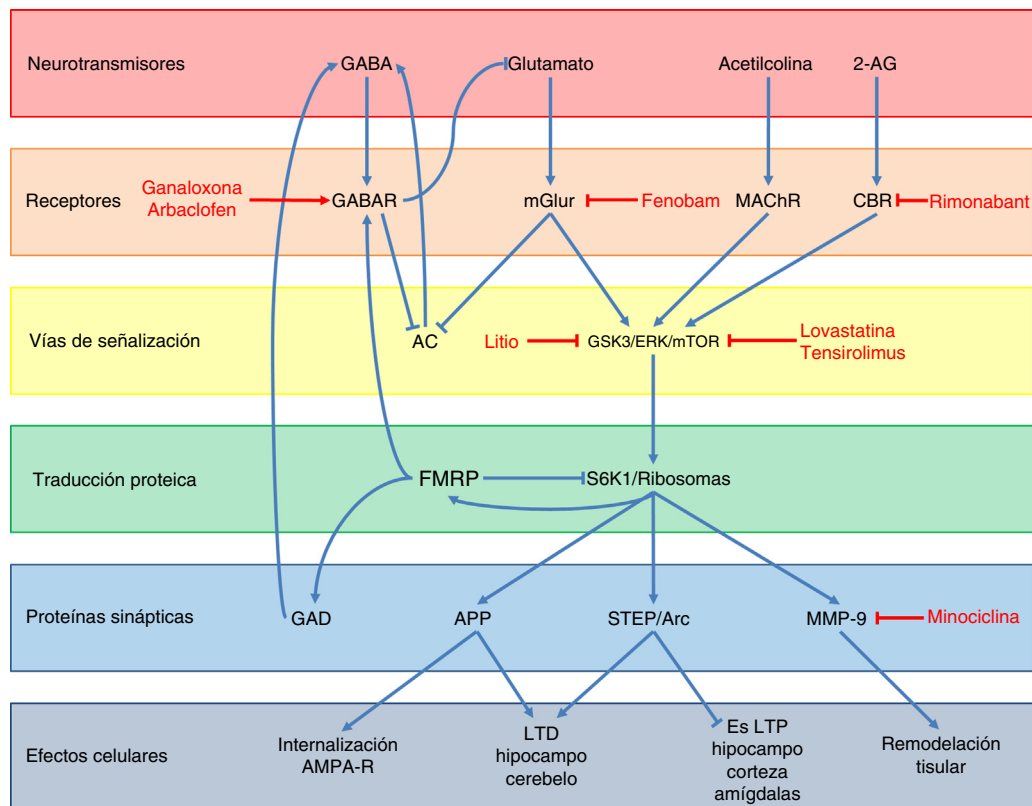 Neurotransmisores
GABA
Glutamato
Acetilcolina
2-AG
Receptores
Ganaloxona
Arbaclofen
GABAR
mGlur
Fenobam
MAChR
CBR
Rimonabant
Vías de señalización
AC
Litio
GSK3/ERK/mTOR
Lovastatina
Tensirolimus
Traducción proteica
FMRP
S6K1/Ribosomas
Proteínas sinápticas
GAD
APP
STEP/Arc
MMP-9
Minociclina
Efectos celulares
Internalización
AMPA-R
LTD
hipocampo
cerebelo
Es LTP
hipocampo
corteza
amígdalas
Remodelación
tisular